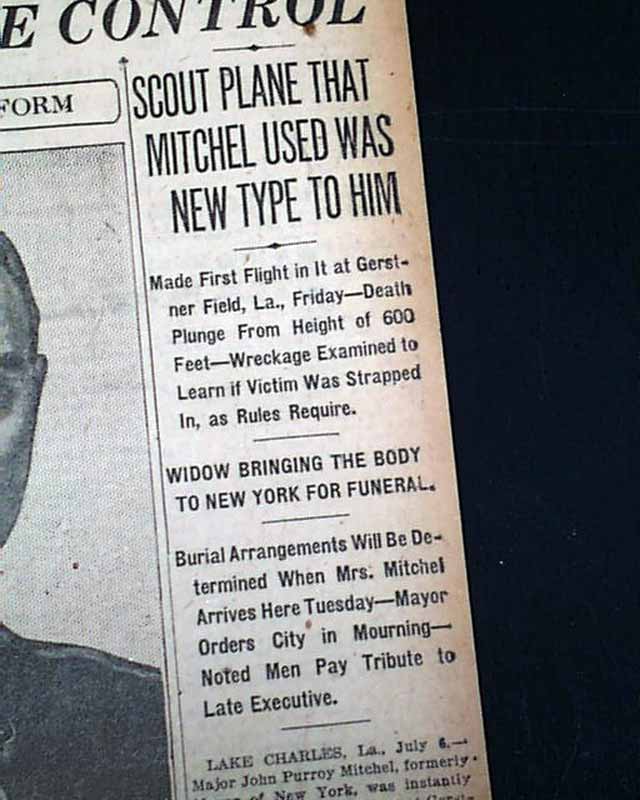 E CONTROL
FORM
SCOUT PLANE THAT
MITCHEL USED WAS
NEW TYPE TO HIM
Made First Flight in It at Gerst-
ner Field, La., Friday—Death
Plunge From Height of 600
Feet—Wreckage Examined to
Learn if Victim Was Strapped
In, as Rules Require.
WIDOW BRINGING THE BODY
TO NEW YORK FOR FUNERAL.
Burial Arrangements Will Be De-
termined When Mrs. Mitchel
Arrives Here Tuesday—Mayor
Orders City in Mourning—
Noted Men Pay Tribute to
Late Executive.
LAKE CHARLES, La., July 6.—
Major John Purroy Mitchel, formerly
of New York, was instantly